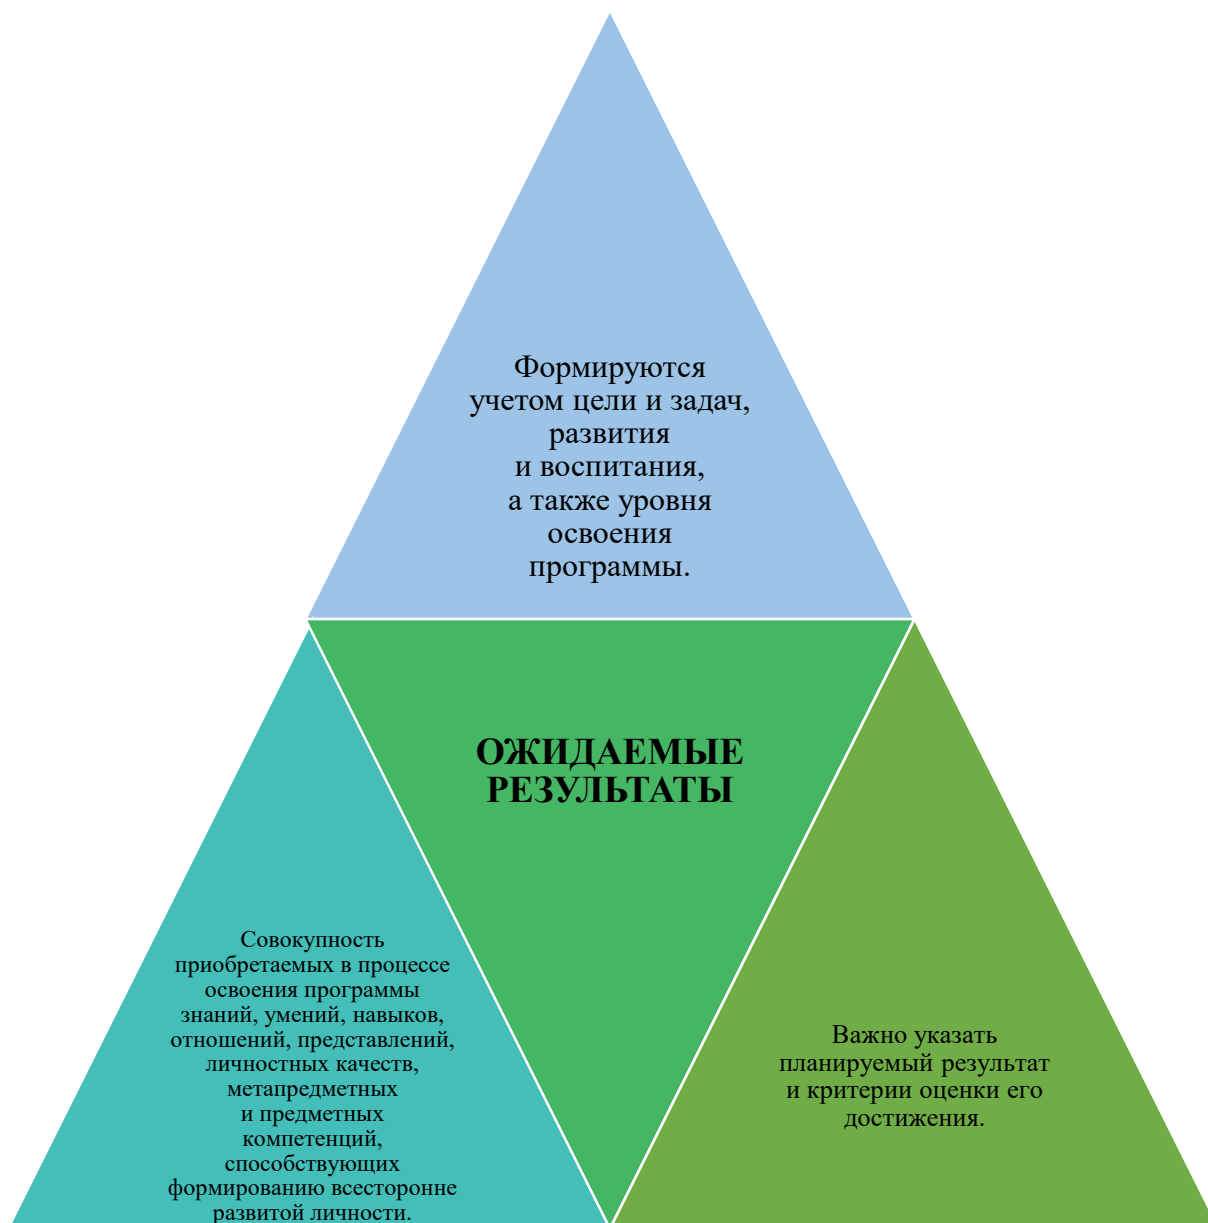 Формируются
учетом цели и задач,
развития
и воспитания,
а также уровня
освоения
программы.
ОЖИДАЕМЫЕ
РЕЗУЛЬТАТЫ
Совокупность
приобретаемых в процессе
освоения программы
знаний, умений, навыков,
отношений, представлений,
личностных качеств,
метапредметных
и предметных
компетенций,
способствующих
формированию всесторонне
развитой личности.
Важно указать
планируемый результат
и критерии оценки его
достижения.